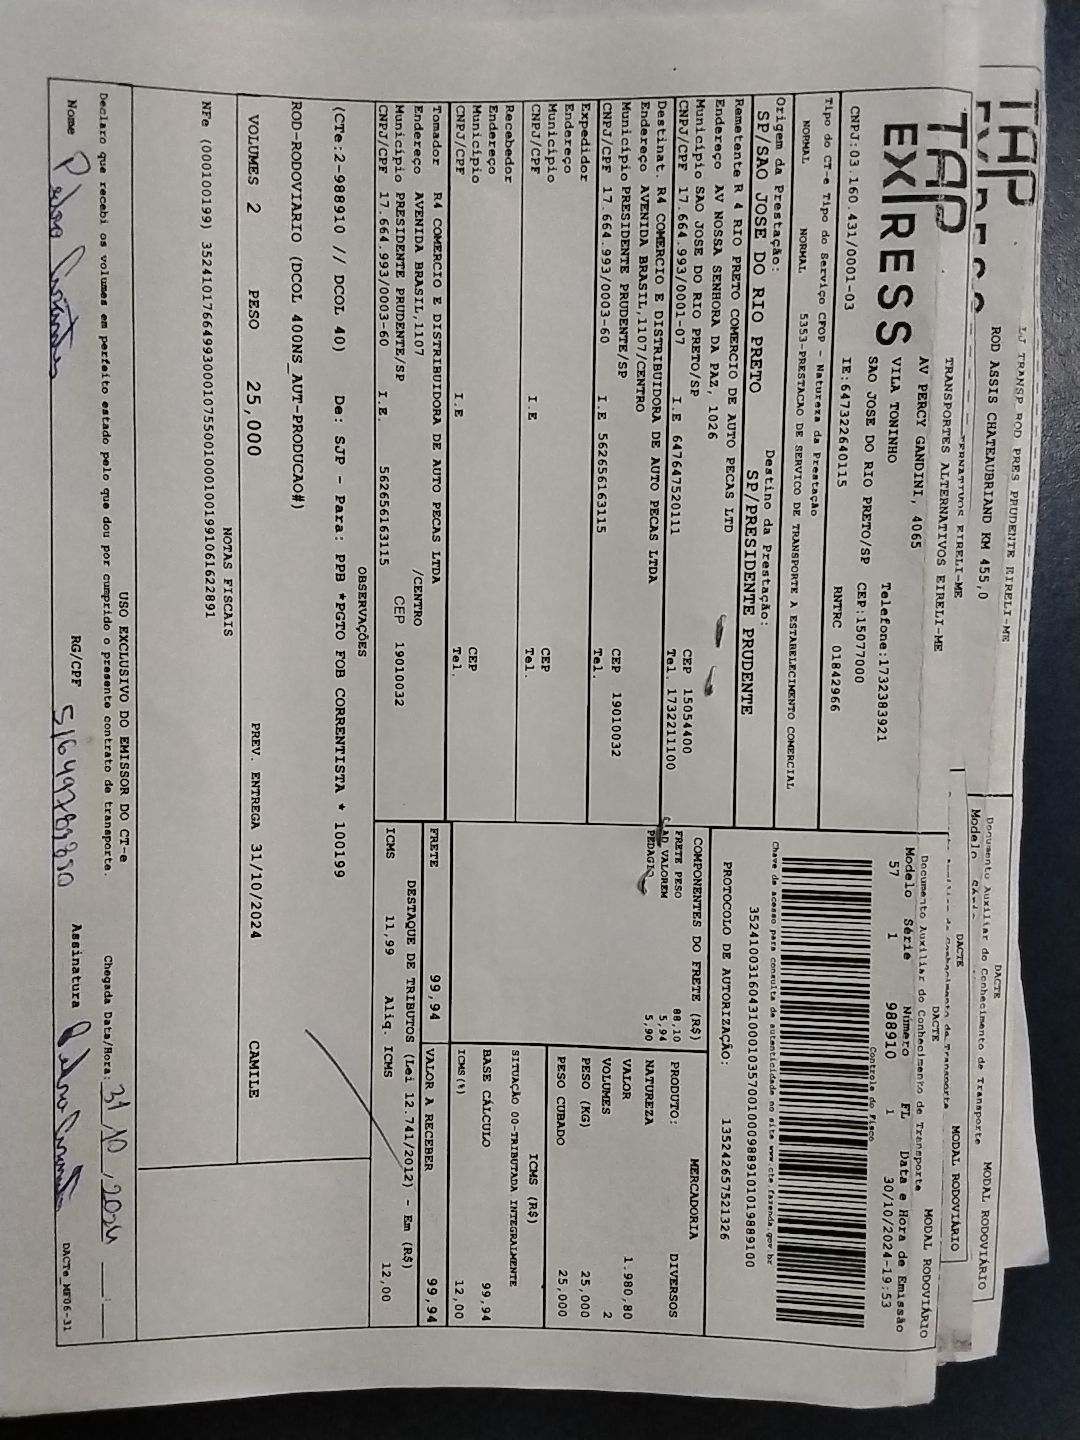 TAP
LJ TRANSP ROD PRES PRUDENTE EIRELI-ME
ROD ASSIS CHATEAUBRIAND KM 455,0
DACTE
Documento Auxiliar do Conhecimento de Transporte
MODAL RODOVIÁRIO
Modelo
DACTE
MODAL RODOVIÁRIO
TAP
EXPRESS
TRANSPORTES ALTERNATIVOS EIRELI-ME
AV PERCY GANDINI, 4065
VILA TONINHO
SAO JOSE DO RIO PRETO/SP
Telefone:1732383921
CEP:15077000
CNPJ:03.160.431/0001-03
IE:647322640115
RNTRC 01842966
DACTE
MODAL RODOVIÁRIO
Documento Auxiliar do Conhecimento de Transporte
Modelo Série Número FL Data e Hora de Emissão
57 1 988910 1 30/10/2024-19:53
Controle do Fisco
Chave de acesso para consulta de autenticidade no site www.cte.fazenda.gov.br
PROTOCOLO DE AUTORIZAÇÃO: 135242657521326
Tipo do CT-e Tipo do Serviço CFOP - Natureza da Prestação
NORMAL NORMAL 5353-PRESTACAO DE SERVICO DE TRANSPORTE A ESTABELECIMENTO COMERCIAL
Origem da Prestação: Destino da Prestação:
SP/SAO JOSE DO RIO PRETO SP/PRESIDENTE PRUDENTE
Remetente R 4 RIO PRETO COMERCIO DE AUTO PECAS LTD
Endereço AV NOSSA SENHORA DA PAZ, 1026
Município SAO JOSE DO RIO PRETO/SP CEP 15054400
CNPJ/CPF 17.664.993/0001-07 I.E 647647520111 Tel. 1732211100
Destinat. R4 COMERCIO E DISTRIBUIDORA DE AUTO PECAS LTDA
Endereço AVENIDA BRASIL,1107/CENTRO
Município PRESIDENTE PRUDENTE/SP CEP 19010032
CNPJ/CPF 17.664.993/0003-60 I.E 562656163115 Tel.
Expedidor
Endereço
Município CEP
CNPJ/CPF I.E Tel.
Recebedor
Endereço
Município CEP
CNPJ/CPF I.E Tel.
Tomador R4 COMERCIO E DISTRIBUIDORA DE AUTO PECAS LTDA
Endereço AVENIDA BRASIL,1107 /CENTRO
Município PRESIDENTE PRUDENTE/SP CEP 19010032
CNPJ/CPF 17.664.993/0003-60 I.E. 562656163115
COMPONENTES DO FRETE (R$)
FRETE PESO 88,10
AD VALOREM 5,94
PEDAGIO 5,90
MERCADORIA
PRODUTO: DIVERSOS
NATUREZA
VALOR 1.980,80
VOLUMES 2
PESO (KG) 25,000
PESO CUBADO 25,000
ICMS (R$)
SITUAÇÃO 00-TRIBUTADA INTEGRALMENTE
BASE CÁLCULO 99,94
ICMS(%) 12,00
FRETE 99,94 VALOR A RECEBER 99,94
DESTAQUE DE TRIBUTOS (Lei 12.741/2012) - Em (R$)
ICMS 11,99 Aliq. ICMS 12,00
OBSERVAÇÕES
(CTe:2-988910 // DCOL 40) De: SJP - Para: PPB *PGTO FOB CORRENTISTA * 100199
ROD-RODOVIARIO (DCOL 400NS_AUT-PRODUCAO#)
VOLUMES 2 PESO 25,000 PREV. ENTREGA 31/10/2024 CAMILE
NOTAS FISCAIS
NFe (000100199) 35241017664993000107550010001001991061622891
USO EXCLUSIVO DO EMISSOR DO CT-e
Declaro que recebi os volumes em perfeito estado pelo que dou por cumprido o presente contrato de transporte. Chegada Data/Hora: 31 10 / 2024 :
Nome RG/CPF 51649789850 Assinatura DACTe_MF06-31